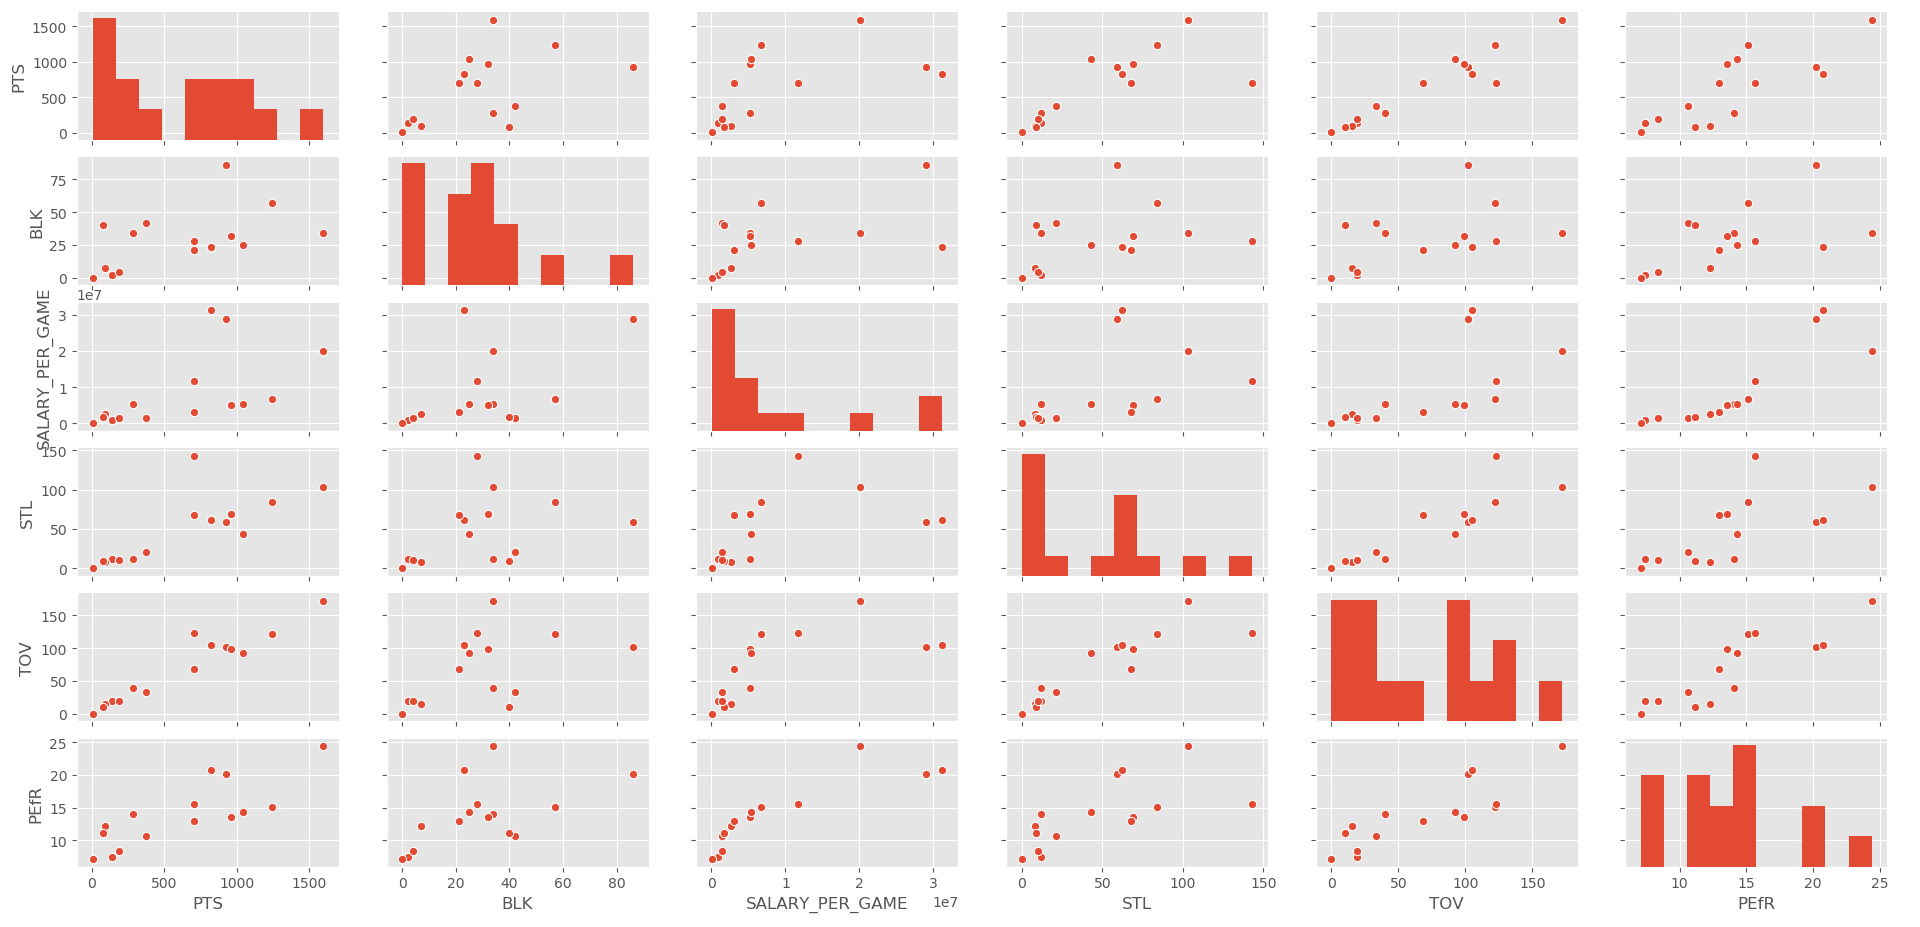 PTS
1500
1000
500
0
BLK
75
50
25
0
1e7
SALARY_PER_GAME
3
2
1
0
STL
150
100
50
0
TOV
150
100
50
0
PEfR
25
20
15
10
0 500 1000 1500
0 20 40 60 80
0 1 2 3
0 50 100 150
0 50 100 150
10 15 20 25
PTS BLK SALARY_PER_GAME 1e7 STL TOV PEfR